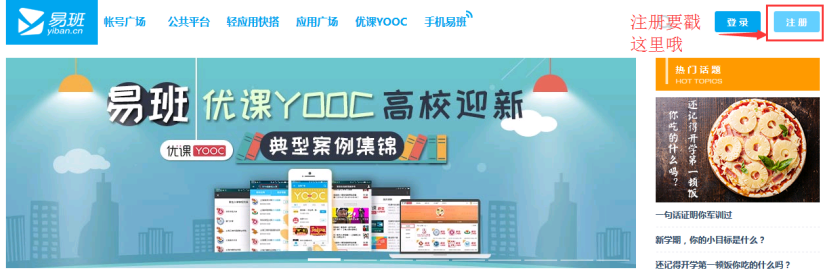 易班
yiban.cn
帐号广场 公共平台 轻应用快搭 应用广场 优课YOOC 手机易班
注册要戳
这里哦
登录 注册
易班 优课YOOC 高校迎新
优课 YOOC 典型案例集锦
YOOC
热门话题
HOT TOPICS
还记得开学第一顿饭
你吃的什么吗？
一句话证明你军训过
新学期，你的小目标是什么？
还记得开学第一顿饭你吃的什么吗？